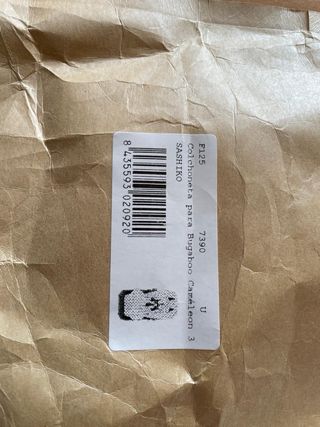 F125 7390 U
Colchoneta para Bugaboo Cameleon 3
SASHIKO
8 435593 020920